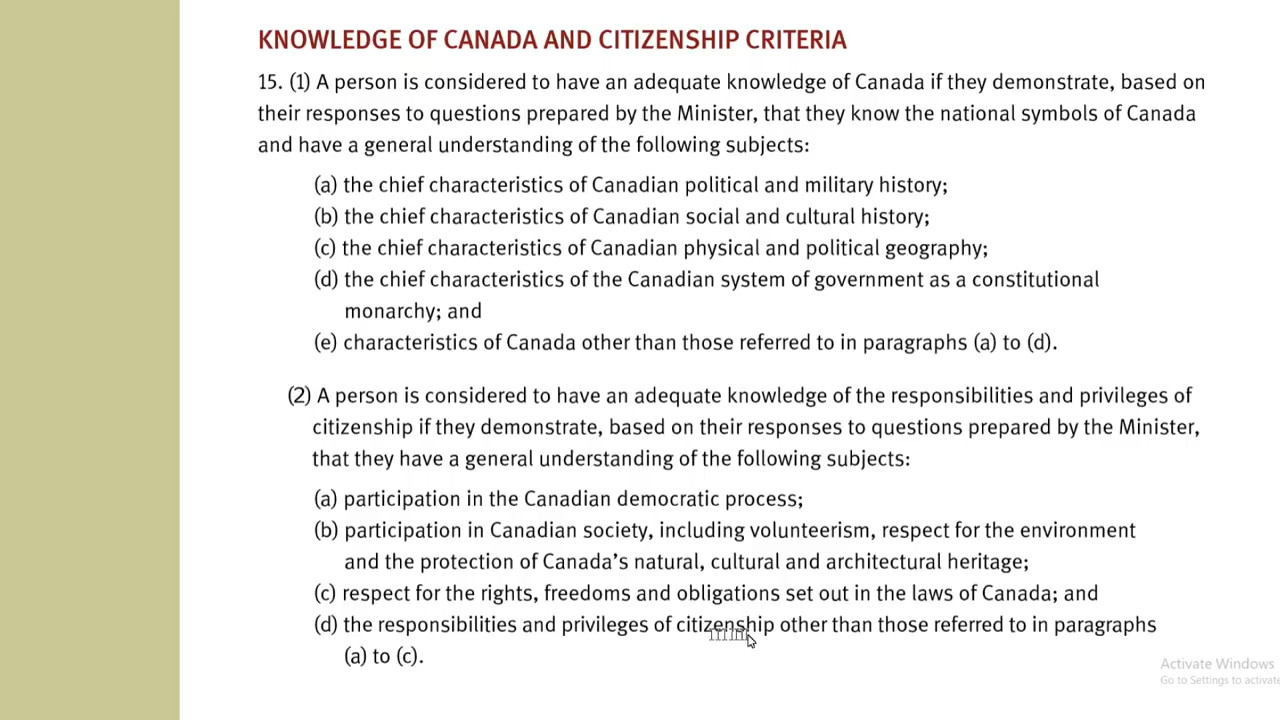 KNOWLEDGE OF CANADA AND CITIZENSHIP CRITERIA
15. (1) A person is considered to have an adequate knowledge of Canada if they demonstrate, based on
their responses to questions prepared by the Minister, that they know the national symbols of Canada
and have a general understanding of the following subjects:
(a) the chief characteristics of Canadian political and military history;
(b) the chief characteristics of Canadian social and cultural history;
(c) the chief characteristics of Canadian physical and political geography;
(d) the chief characteristics of the Canadian system of government as a constitutional
monarchy; and
(e) characteristics of Canada other than those referred to in paragraphs (a) to (d).
(2) A person is considered to have an adequate knowledge of the responsibilities and privileges of
citizenship if they demonstrate, based on their responses to questions prepared by the Minister,
that they have a general understanding of the following subjects:
(a) participation in the Canadian democratic process;
(b) participation in Canadian society, including volunteerism, respect for the environment
and the protection of Canada’s natural, cultural and architectural heritage;
(c) respect for the rights, freedoms and obligations set out in the laws of Canada; and
(d) the responsibilities and privileges of citizenship other than those referred to in paragraphs
(a) to (c).
Activate Windows
Go to Settings to activate